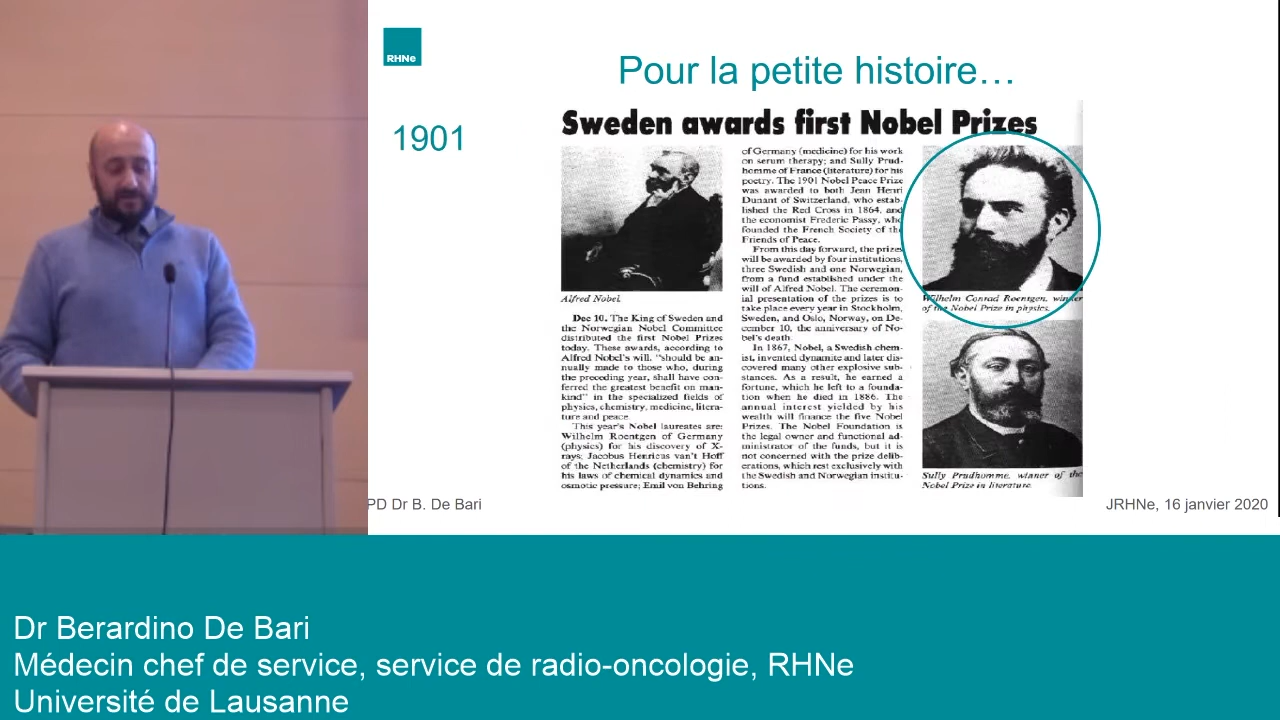 RHNe
Pour la petite histoire…
1901
Sweden awards first Nobel Prizes
Alfred Nobel.
Dec 10. The King of Sweden and
the Norwegian Nobel Committee
distributed the first Nobel Prizes
today. These awards, according to
Alfred Nobel's will, "should be an-
nually made to those who, during
the preceding year, shall have con-
ferred the greatest benefit on man-
kind" in the specialized fields of
physics, chemistry, medicine, litera-
ture and peace.
This year's Nobel laureates are:
Wilhelm Roentgen of Germany
(physics) for his discovery of X-
rays; Jacobus Henricus van't Hoff
of the Netherlands (chemistry) for
his laws of chemical dynamics and
osmotic pressure; Emil von Behring
of Germany (medicine) for his work
on serum therapy; and Sully Prud-
homme of France (literature) for his
poetry. The 1901 Nobel Peace Prize
was awarded to both Jean Henri
Dunant of Switzerland, who estab-
lished the Red Cross in 1864, and
the economist Frederic Passy, who
founded the French Society of the
Friends of Peace.
From this day forward, the prizes
will be awarded by four institutions,
three Swedish and one Norwegian,
from a fund established under the
will of Alfred Nobel. The ceremon-
ial presentation of the prizes is to
take place every year in Stockholm,
Sweden, and Oslo, Norway, on De-
cember 10, the anniversary of No-
bel's death.
In 1867, Nobel, a Swedish chem-
ist, invented dynamite and later dis-
covered many other explosive sub-
stances. As a result, he earned a
fortune, which he left to a founda-
tion when he died in 1886. The
annual interest yielded by his
wealth will finance the five Nobel
Prizes. The Nobel Foundation is
the legal owner and functional ad-
ministrator of the funds, but it is
not concerned with the prize delib-
erations, which rest exclusively with
the Swedish and Norwegian institu-
tions.
Wilhelm Conrad Roentgen, winner
of the Nobel Prize in physics.
Sully Prudhomme, winner of the
Nobel Prize in literature.
PD Dr B. De Bari
JRHNe, 16 janvier 2020
Dr Berardino De Bari
Médecin chef de service, service de radio-oncologie, RHNe
Université de Lausanne